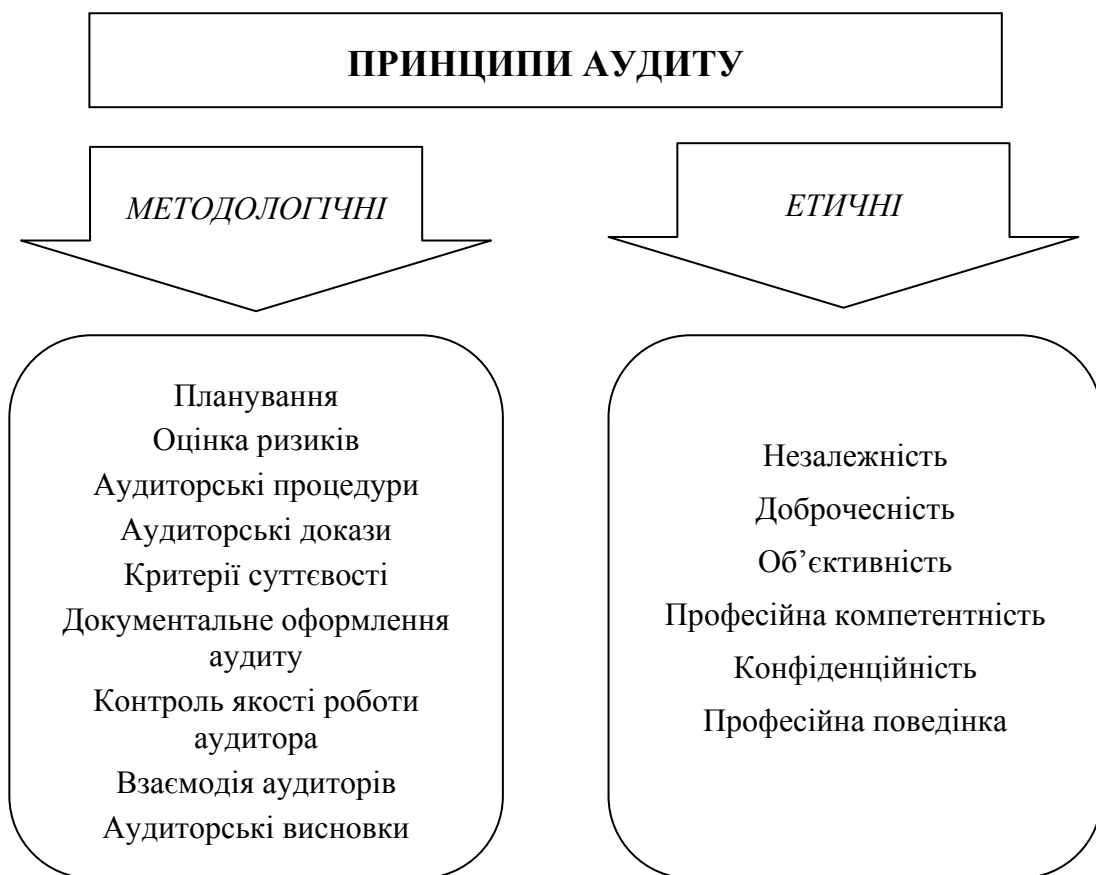 ПРИНЦИПИ АУДИТУ
МЕТОДОЛОГІЧНІ
ЕТИЧНІ
Планування
Оцінка ризиків
Аудиторські процедури
Аудиторські докази
Критерії суттєвості
Документальне оформлення
аудиту
Контроль якості роботи
аудитора
Взаємодія аудиторів
Аудиторські висновки
Незалежність
Доброчесність
Об’єктивність
Професійна компетентність
Конфіденційність
Професійна поведінка